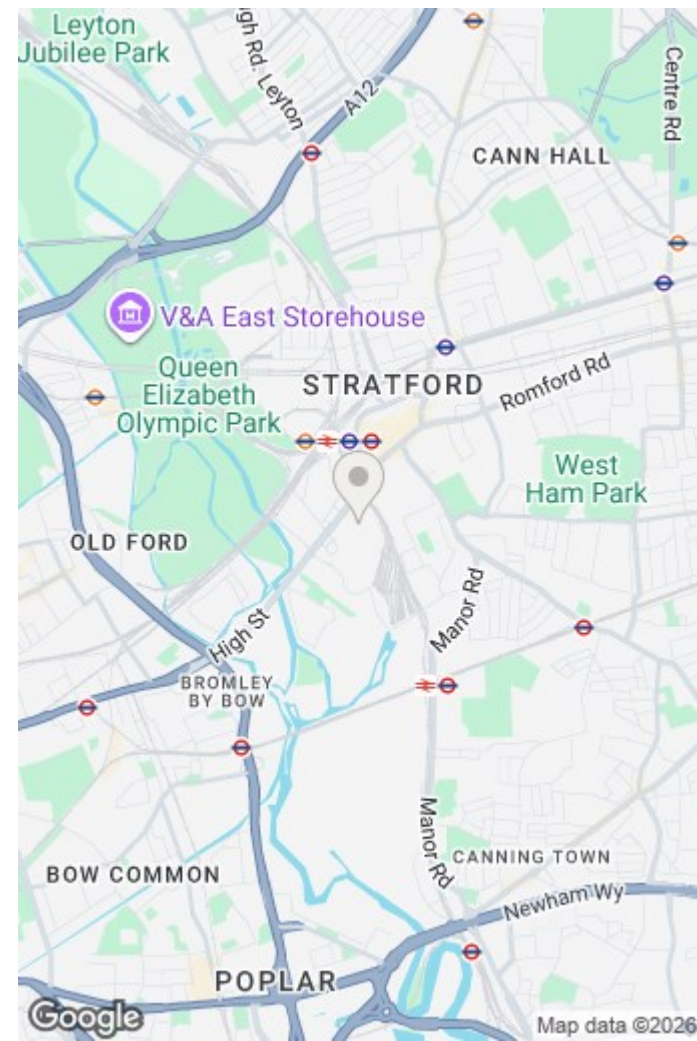 Leyton
Jubilee Park
gh Rd. Leyton
A12
Centre Rd
CANN HALL
V&A East Storehouse
Queen
Elizabeth
Olympic Park
STRATFORD
Romford Rd
West
Ham Park
OLD FORD
High St
Manor Rd
BROMLEY
BY BOW
Manor Rd
CANNING TOWN
BOW COMMON
Newham Wy
POPLAR
Google
Map data ©2026